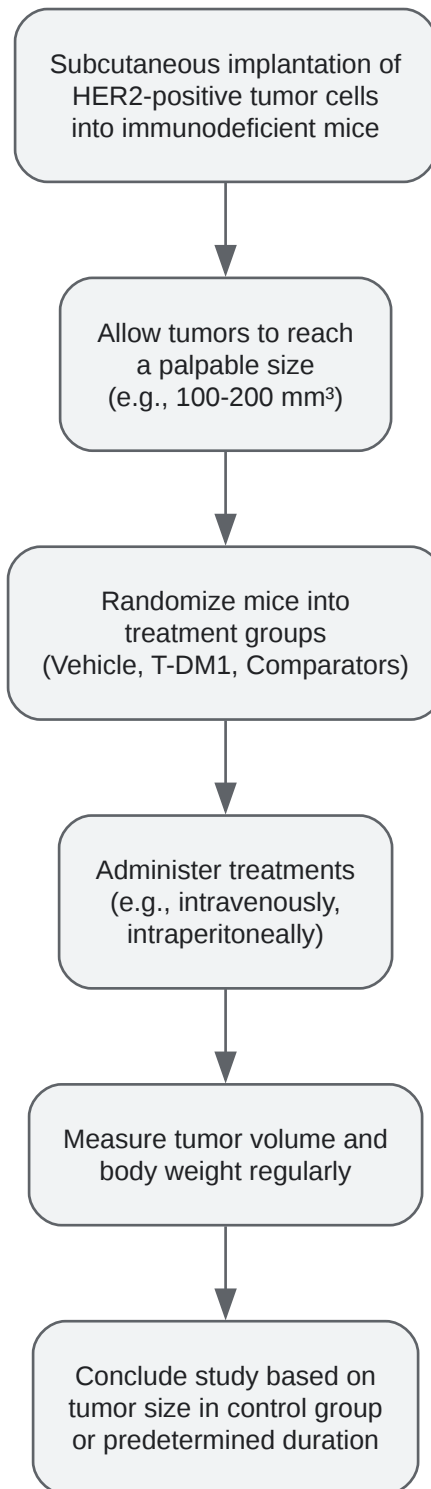 Subcutaneous implantation of
HER2-positive tumor cells
into immunodeficient mice
Allow tumors to reach
a palpable size
(e.g., 100-200 mm³)
Randomize mice into
treatment groups
(Vehicle, T-DM1, Comparators)
Administer treatments
(e.g., intravenously,
intraperitoneally)
Measure tumor volume and
body weight regularly
Conclude study based on
tumor size in control group
or predetermined duration